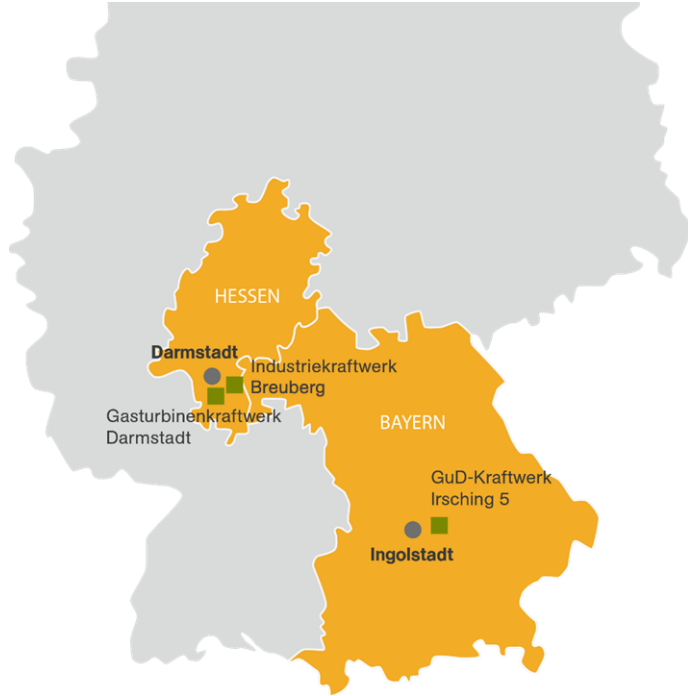 HESSEN
Darmstadt
Industriekraftwerk
Breuberg
Gasturbinenkraftwerk
Darmstadt
BAYERN
GuD-Kraftwerk
Irsching 5
Ingolstadt